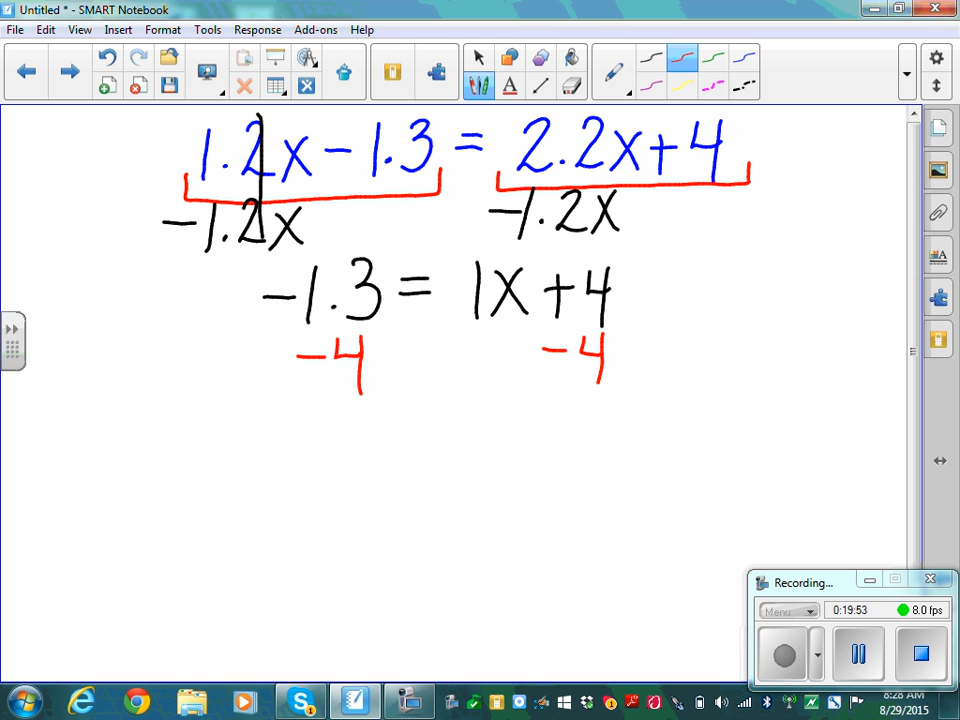 Untitled * - SMART Notebook
File Edit View Insert Format Tools Response Add-ons Help
1.2x - 1.3 = 2.2x + 4
-1.2x -1.2x
-1.3 = 1x + 4
-4 -4
Recording...
Menu 0:19:53 8.0 fps
8:28 AM
8/29/2015